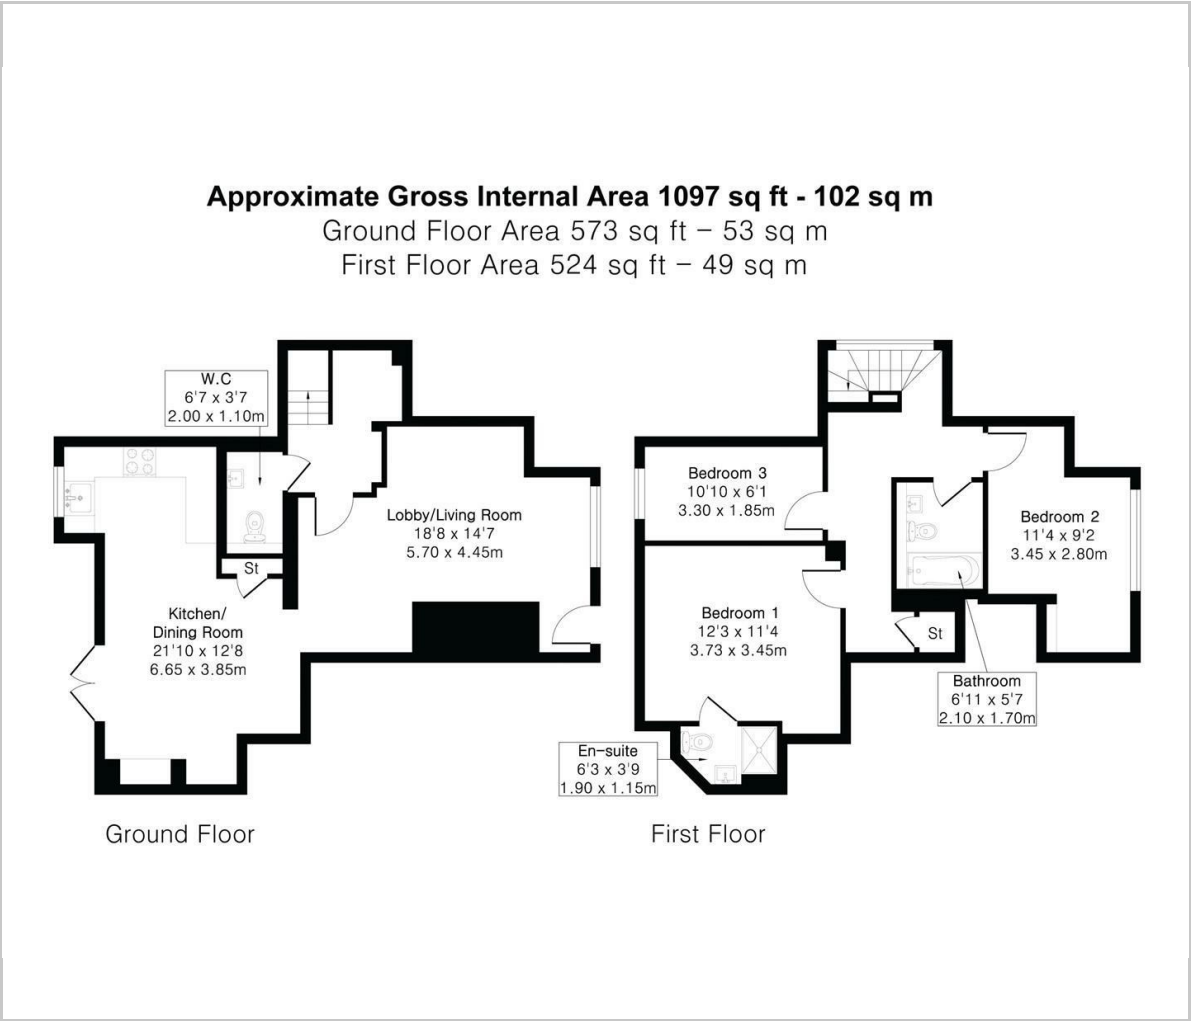 Approximate Gross Internal Area 1097 sq ft - 102 sq m
Ground Floor Area 573 sq ft – 53 sq m
First Floor Area 524 sq ft – 49 sq m
W.C
6'7 x 3'7
2.00 x 1.10m
Lobby/Living Room
18'8 x 14'7
5.70 x 4.45m
St
Kitchen/
Dining Room
21'10 x 12'8
6.65 x 3.85m
Ground Floor
Bedroom 3
10'10 x 6'1
3.30 x 1.85m
Bedroom 2
11'4 x 9'2
3.45 x 2.80m
Bedroom 1
12'3 x 11'4
3.73 x 3.45m
St
Bathroom
6'11 x 5'7
2.10 x 1.70m
En-suite
6'3 x 3'9
1.90 x 1.15m
First Floor